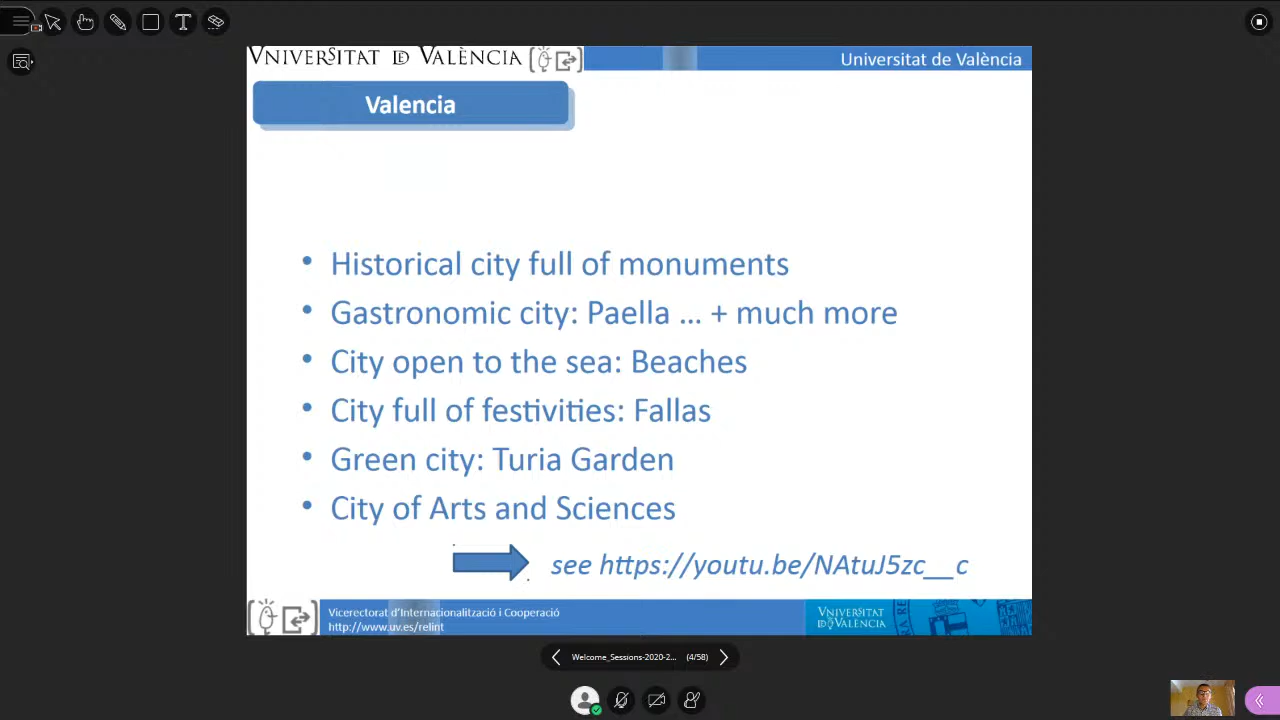 VNIVERSITAT DE VALÈNCIA
Universitat de València
Valencia
• Historical city full of monuments
• Gastronomic city: Paella ... + much more
• City open to the sea: Beaches
• City full of festivities: Fallas
• Green city: Turia Garden
• City of Arts and Sciences
see https://youtu.be/NAtuJ5zc__c
Vicerectorat d'Internacionalització i Cooperació
http://www.uv.es/relint
VNIVERSITAT
DE VALÈNCIA
Welcome_Sessions-2020-2... (4/58)